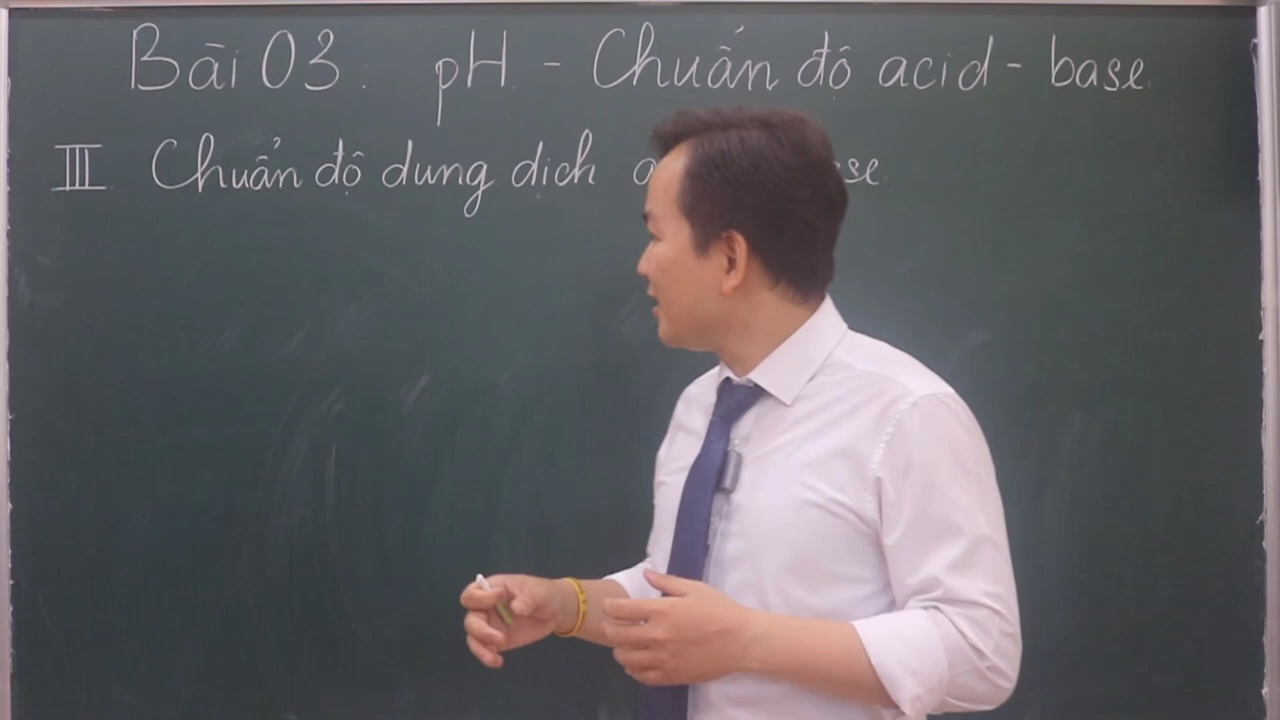 Bài 03. pH. - Chuẩn độ acid - base.
III. Chuẩn độ dung dịch